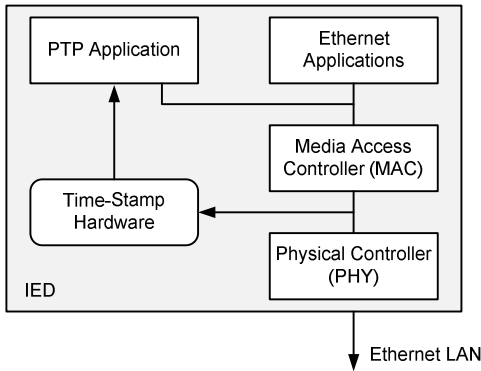 PTP Application
Ethernet
Applications
Media Access
Controller (MAC)
Time-Stamp
Hardware
Physical Controller
(PHY)
IED
Ethernet LAN